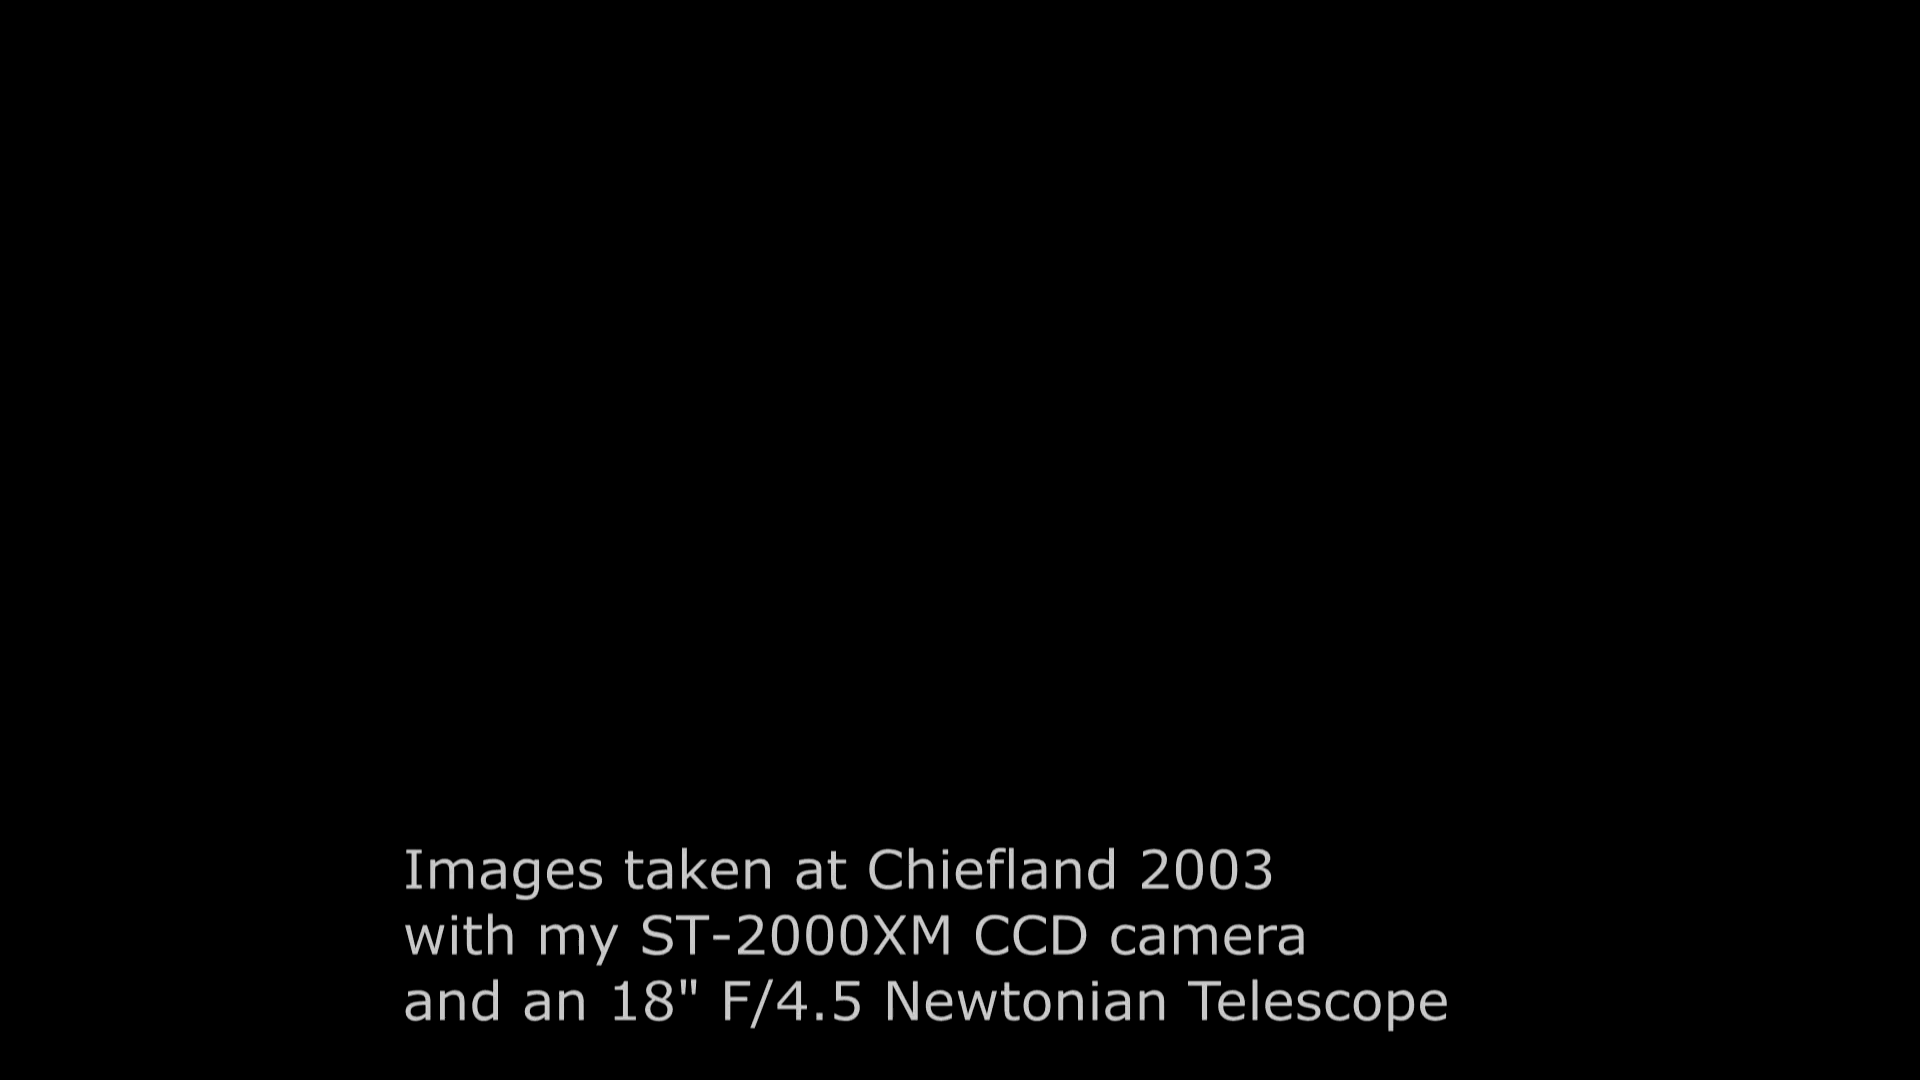 Images taken at Chiefland 2003
with my ST-2000XM CCD camera
and an 18" F/4.5 Newtonian Telescope